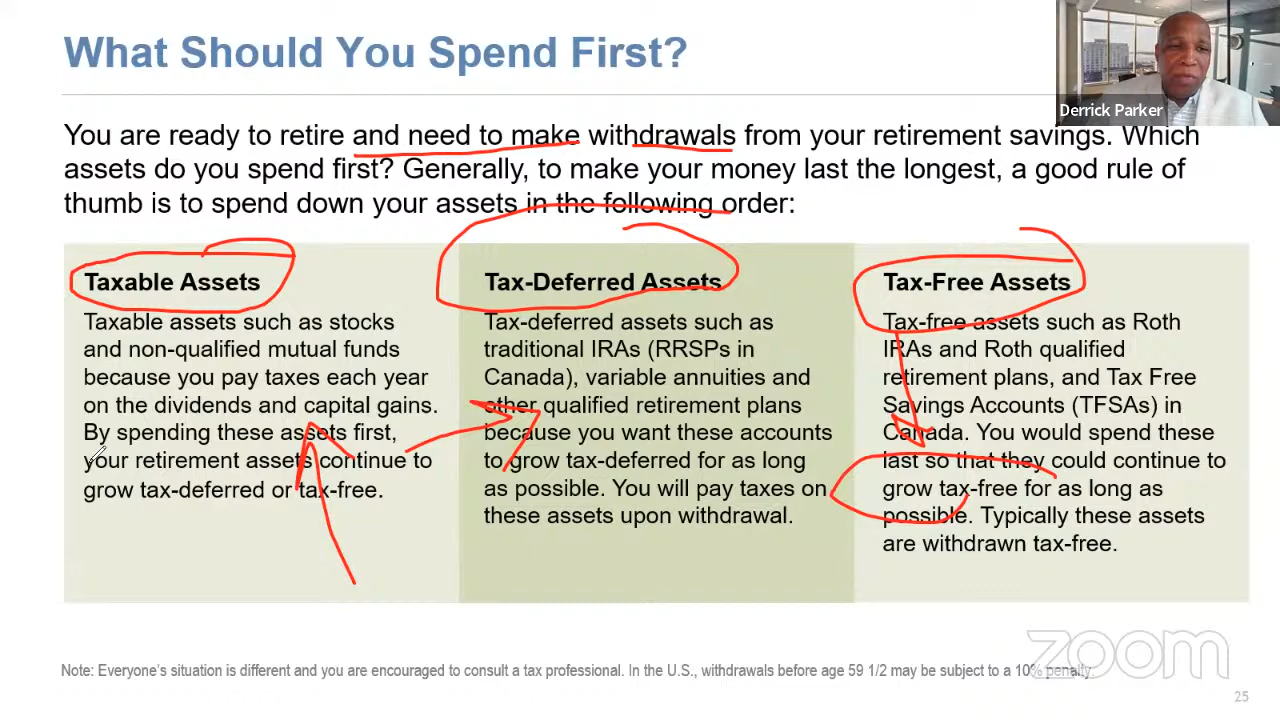 What Should You Spend First?
Derrick Parker
You are ready to retire and need to make withdrawals from your retirement savings. Which
assets do you spend first? Generally, to make your money last the longest, a good rule of
thumb is to spend down your assets in the following order:
Taxable Assets
Taxable assets such as stocks
and non-qualified mutual funds
because you pay taxes each year
on the dividends and capital gains.
By spending these assets first,
your retirement assets continue to
grow tax-deferred or tax-free.
Tax-Deferred Assets
Tax-deferred assets such as
traditional IRAs (RRSPs in
Canada), variable annuities and
other qualified retirement plans
because you want these accounts
to grow tax-deferred for as long
as possible. You will pay taxes on
these assets upon withdrawal.
Tax-Free Assets
Tax-free assets such as Roth
IRAs and Roth qualified
retirement plans, and Tax Free
Savings Accounts (TFSAs) in
Canada. You would spend these
last so that they could continue to
grow tax-free for as long as
possible. Typically these assets
are withdrawn tax-free.
zoom
Note: Everyone's situation is different and you are encouraged to consult a tax professional. In the U.S., withdrawals before age 59 1/2 may be subject to a 10% penalty.
25